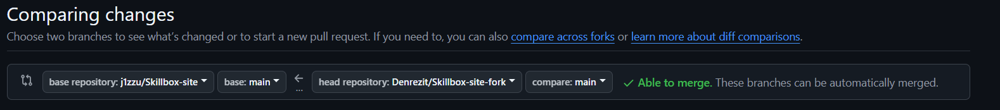 Comparing changes
Choose two branches to see what’s changed or to start a new pull request. If you need to, you can also compare across forks or learn more about diff comparisons.
base repository: j1zzu/Skillbox-site base: main ... head repository: Denrezit/Skillbox-site-fork compare: main Able to merge. These branches can be automatically merged.